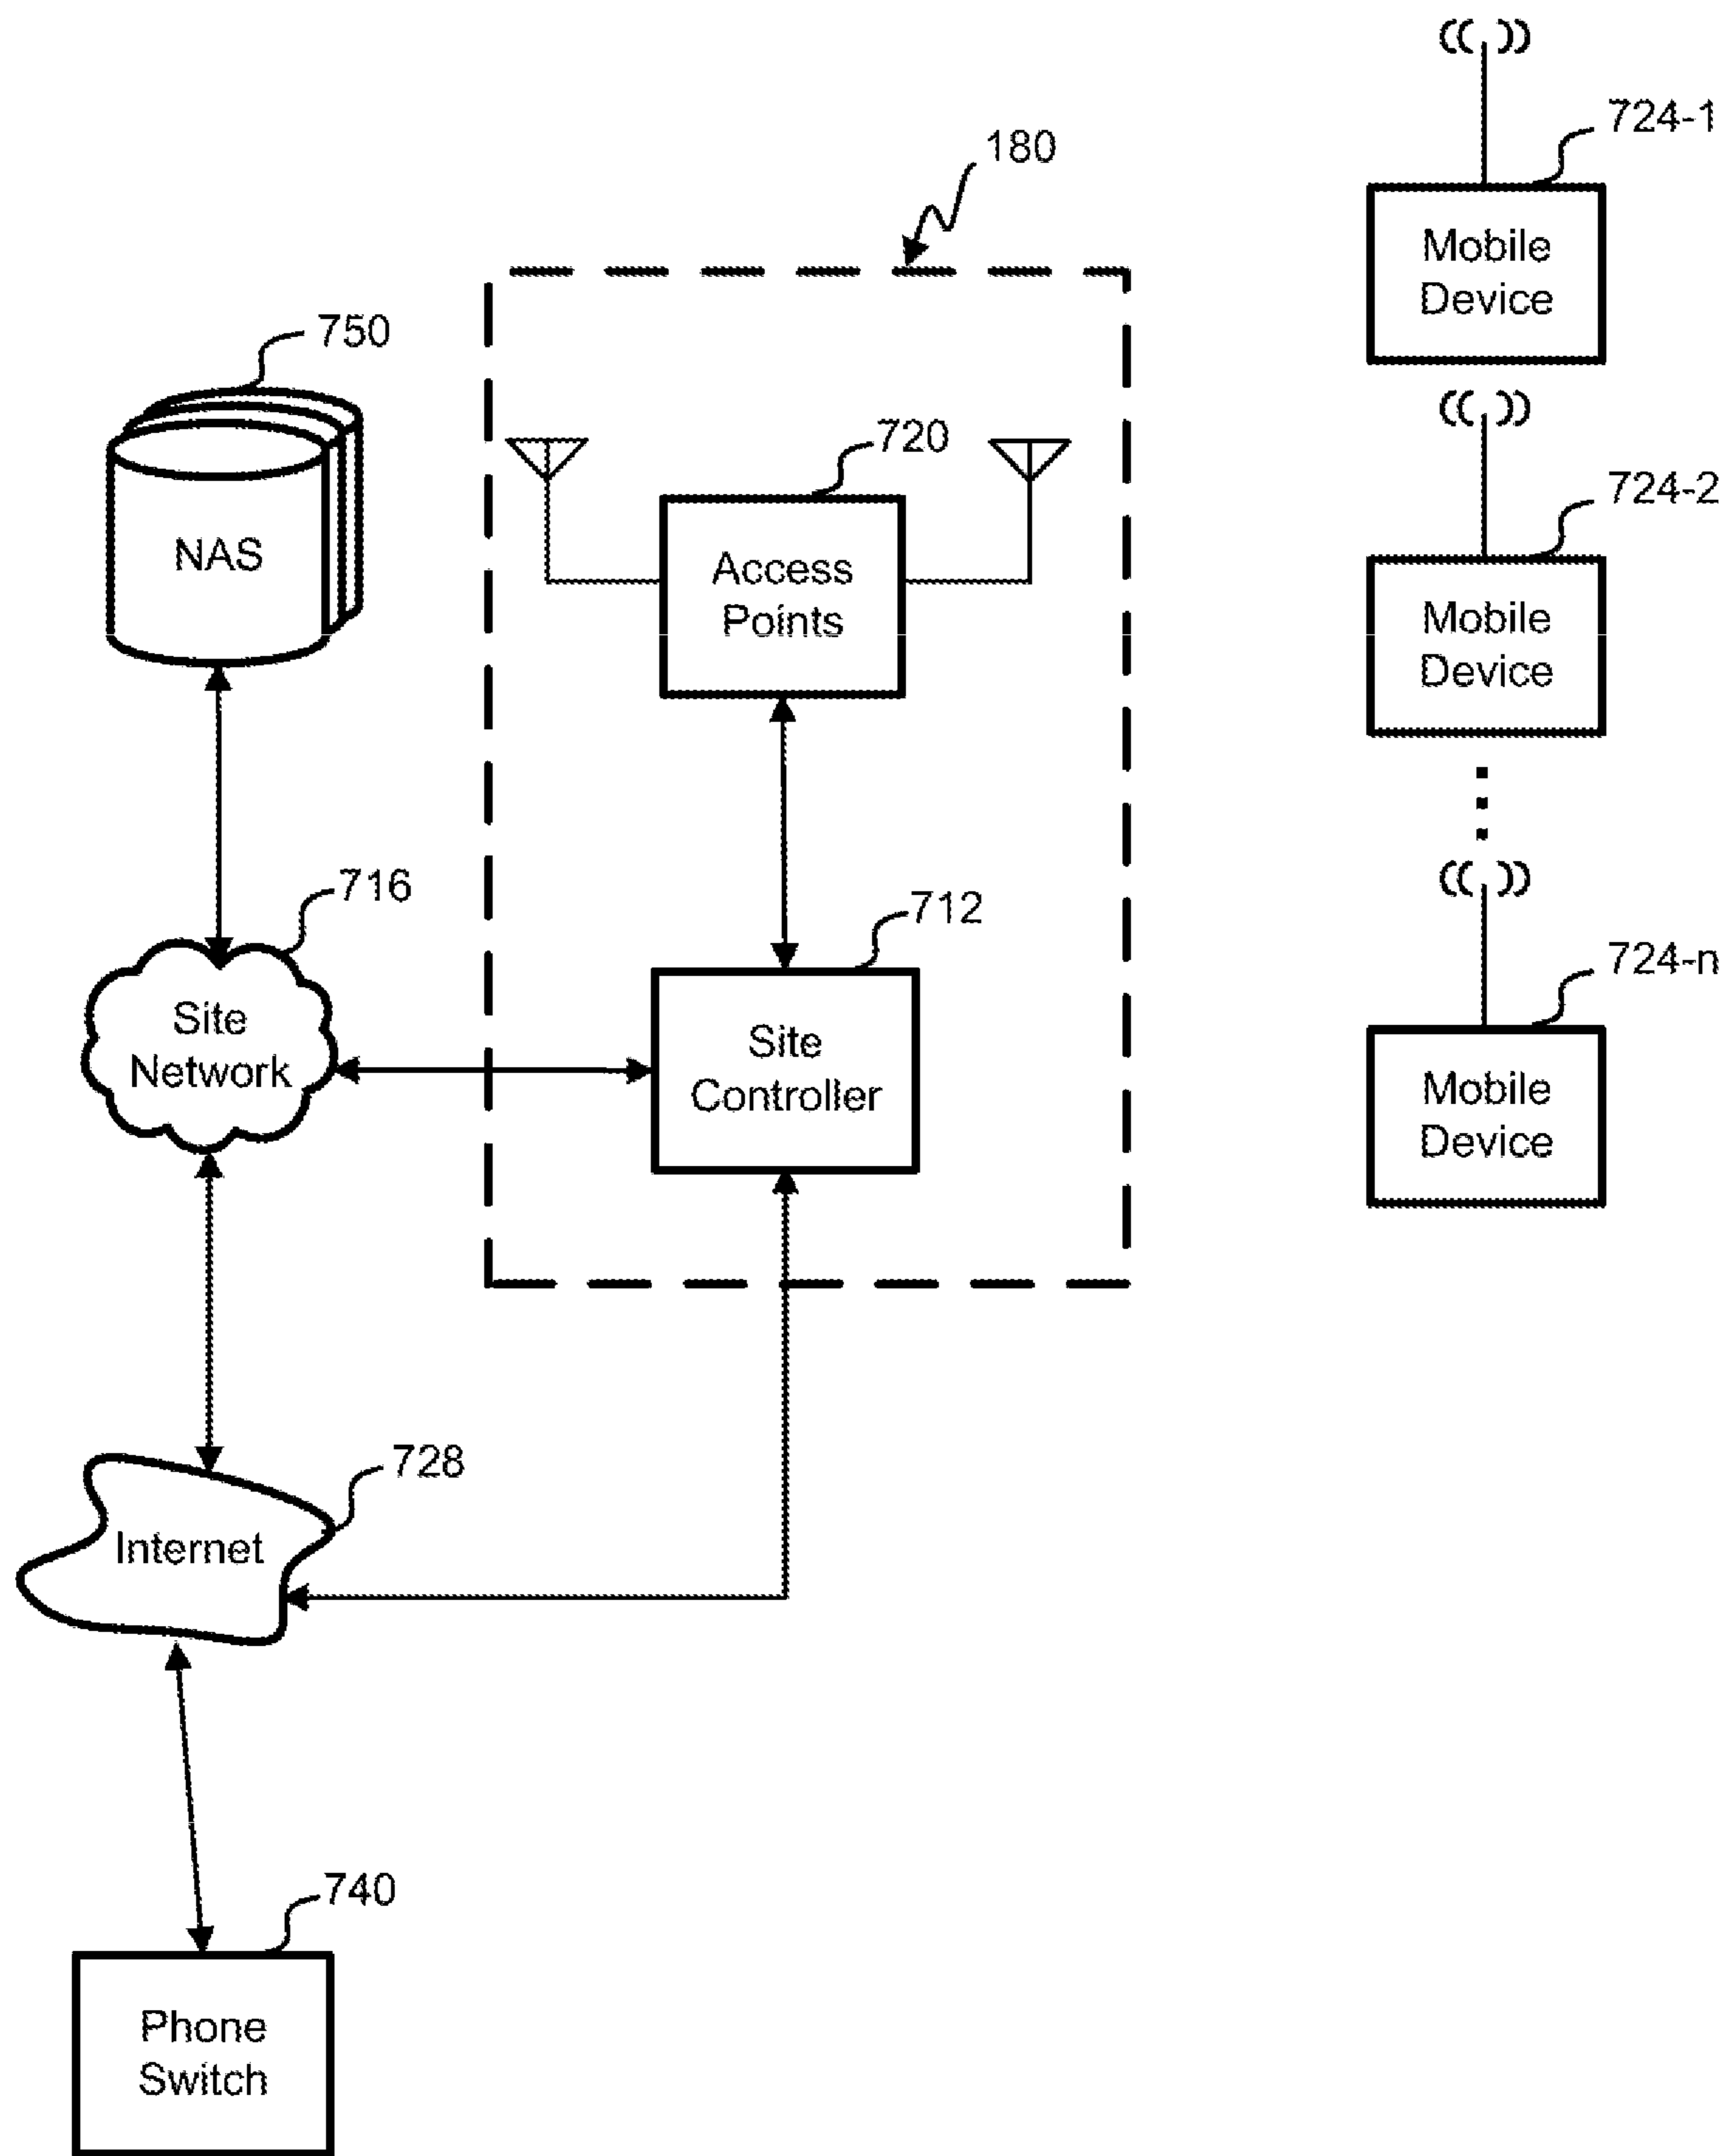 724-1
180
Mobile
Device
750
720
724-2
NAS
Access
Points
Mobile
Device
716
712
724-n
Site
Network
Site
Controller
Mobile
Device
728
Internet
740
Phone
Switch